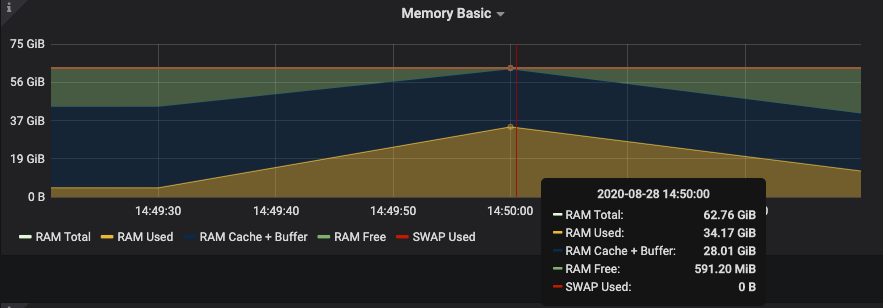 i
Memory Basic
75 GiB
56 GiB
37 GiB
19 GiB
0 B
14:49:30 14:49:40 14:49:50 14:50:00
RAM Total RAM Used RAM Cache + Buffer RAM Free SWAP Used
2020-08-28 14:50:00
RAM Total: 62.76 GiB
RAM Used: 34.17 GiB
RAM Cache + Buffer: 28.01 GiB
RAM Free: 591.20 MiB
SWAP Used: 0 B